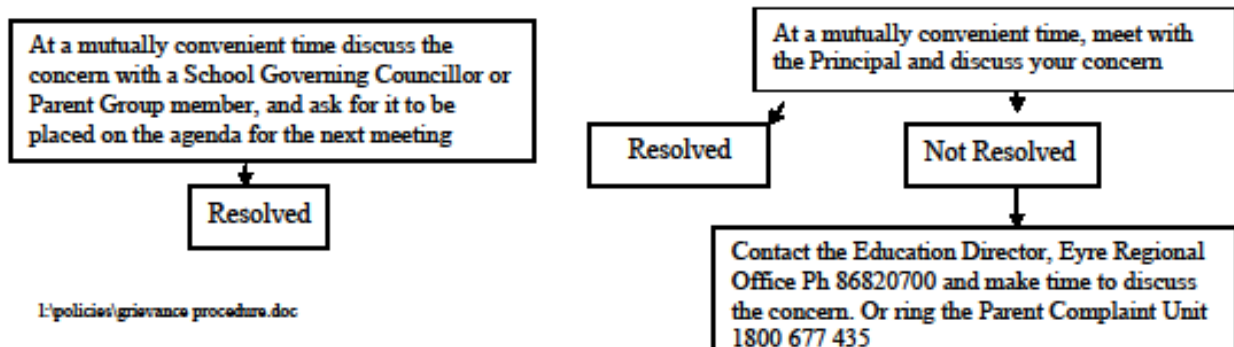 At a mutually convenient time discuss the
concern with a School Governing Councillor or
Parent Group member, and ask for it to be
placed on the agenda for the next meeting
Resolved
I:\policies\grievance procedure.doc
At a mutually convenient time, meet with
the Principal and discuss your concern
Resolved
Not Resolved
Contact the Education Director, Eyre Regional
Office Ph 86820700 and make time to discuss
the concern. Or ring the Parent Complaint Unit
1800 677 435